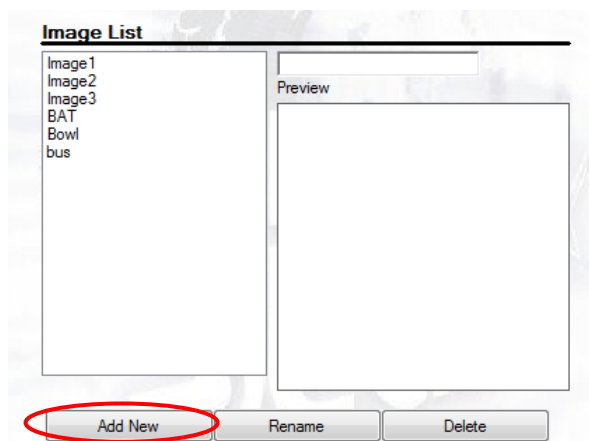 Image List
Image1
Image2
Image3
BAT
Bowl
bus
Preview
Add New
Rename
Delete